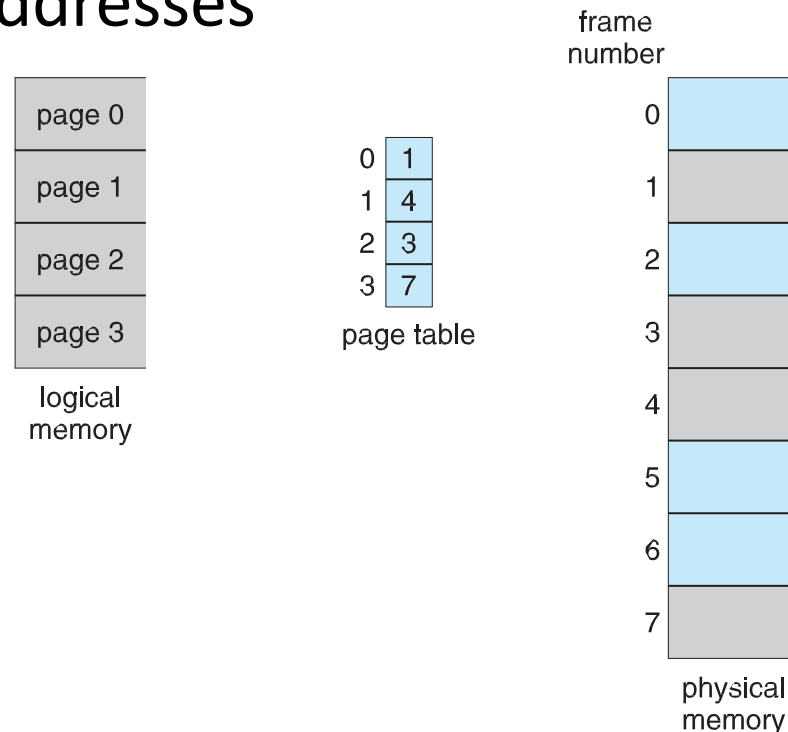 ddresses
page 0
page 1
page 2
page 3
logical
memory
0 1
1 4
2 3
3 7
page table
frame
number
0
1
2
3
4
5
6
7
physical
memory